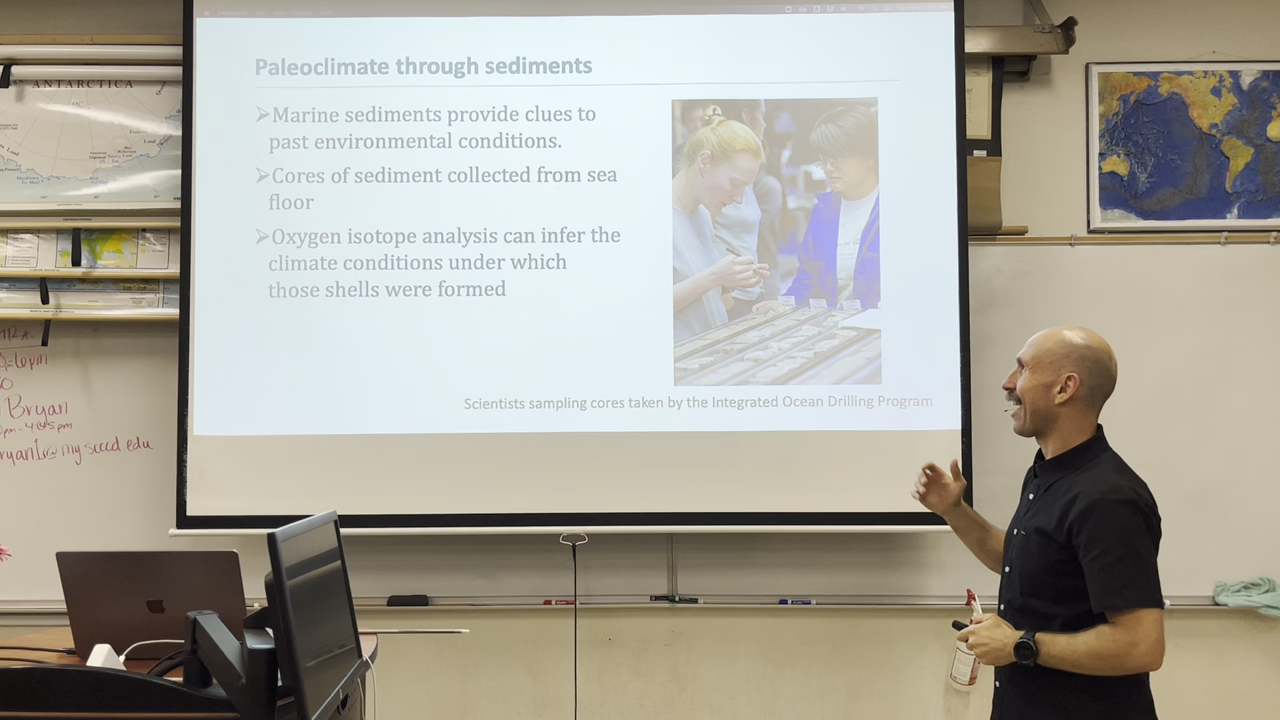 Paleoclimate through sediments
➢Marine sediments provide clues to
past environmental conditions.
➢Cores of sediment collected from sea
floor
➢Oxygen isotope analysis can infer the
climate conditions under which
those shells were formed
Scientists sampling cores taken by the Integrated Ocean Drilling Program
ANTARCTICA
Bryan